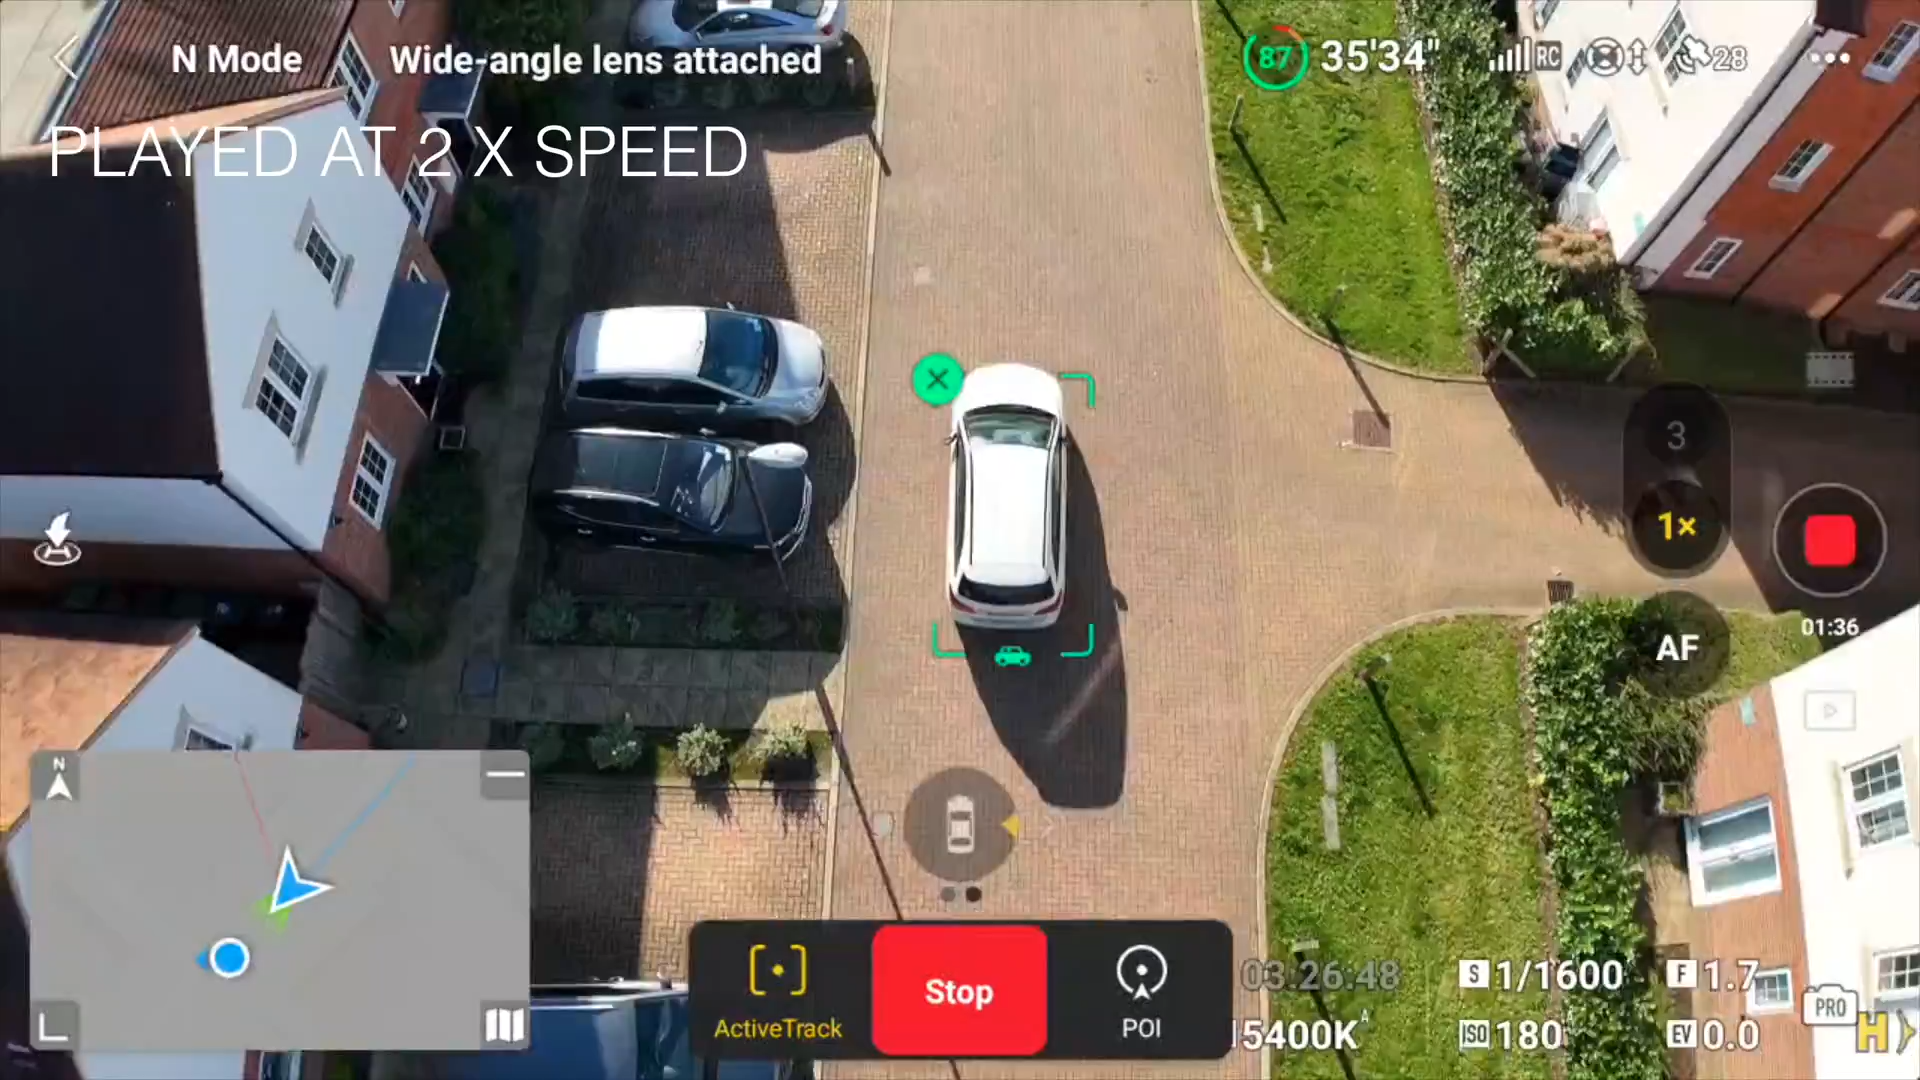 N Mode
Wide-angle lens attached
87
35'34"
RC
28
PLAYED AT 2 X SPEED
3
1×
01:36
AF
N
ActiveTrack
Stop
POI
03:26:48
S 1/1600
F 1.7
5400K A
ISO 180
EV 0.0
PRO
H